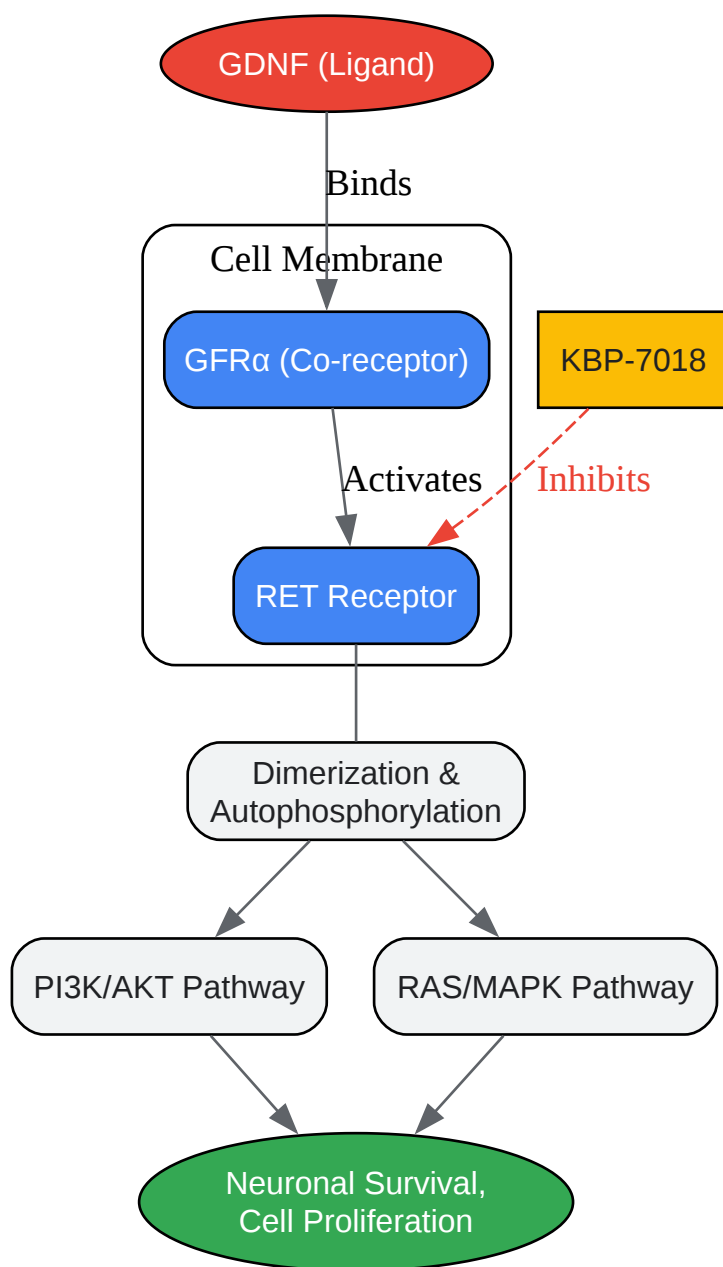 GDNF (Ligand)
Binds
Cell Membrane
GFRα (Co-receptor)
KBP-7018
Activates
Inhibits
RET Receptor
Dimerization &
Autophosphorylation
PI3K/AKT Pathway
RAS/MAPK Pathway
Neuronal Survival,
Cell Proliferation